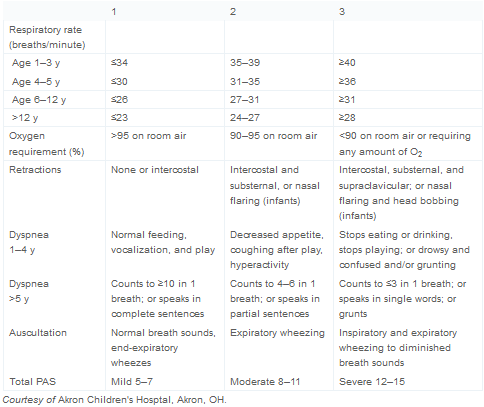 1 2 3
Respiratory rate
(breaths/minute)
Age 1–3 y ≤34 35–39 ≥40
Age 4–5 y ≤30 31–35 ≥36
Age 6–12 y ≤26 27–31 ≥31
>12 y ≤23 24–27 ≥28
Oxygen >95 on room air 90–95 on room air <90 on room air or requiring
requirement (%) any amount of O2
Retractions None or intercostal Intercostal and Intercostal, substernal, and
substernal, or nasal supraclavicular; or nasal
flaring (infants) flaring and head bobbing
(infants)
Dyspnea Normal feeding, Decreased appetite, Stops eating or drinking,
1–4 y vocalization, and play coughing after play, stops playing; or drowsy and
hyperactivity confused and/or grunting
Dyspnea Counts to ≥10 in 1 Counts to 4–6 in 1 Counts to ≤3 in 1 breath; or
>5 y breath; or speaks in breath; or speaks in speaks in single words; or
complete sentences partial sentences grunts
Auscultation Normal breath sounds, Expiratory wheezing Inspiratory and expiratory
end-expiratory wheezing to diminished
wheezes breath sounds
Total PAS Mild 5–7 Moderate 8–11 Severe 12–15
Courtesy of Akron Children's Hosptal, Akron, OH.